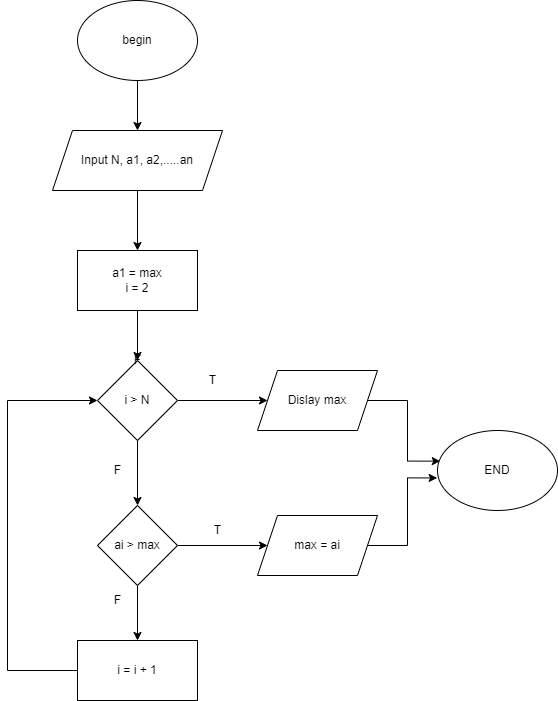 begin
Input N, a1, a2,.....an
a1 = max
i = 2
i > N
T
Dislay max
F
END
ai > max
T
max = ai
F
i = i + 1